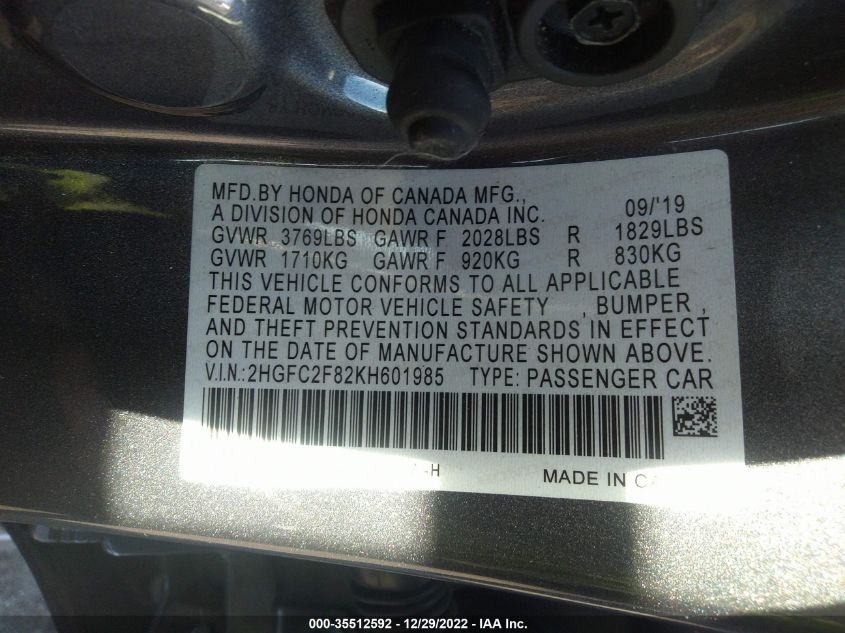 MFD.BY HONDA OF CANADA MFG.,
A DIVISION OF HONDA CANADA INC. 09/'19
GVWR 3769LBS GAWR F 2028LBS R 1829LBS
GVWR 1710KG GAWR F 920KG R 830KG
THIS VEHICLE CONFORMS TO ALL APPLICABLE
FEDERAL MOTOR VEHICLE SAFETY , BUMPER ,
AND THEFT PREVENTION STANDARDS IN EFFECT
ON THE DATE OF MANUFACTURE SHOWN ABOVE.
V.I.N.:2HGFC2F82KH601985 TYPE: PASSENGER CAR
MADE IN
000-35512592 - 12/29/2022 - IAA Inc.